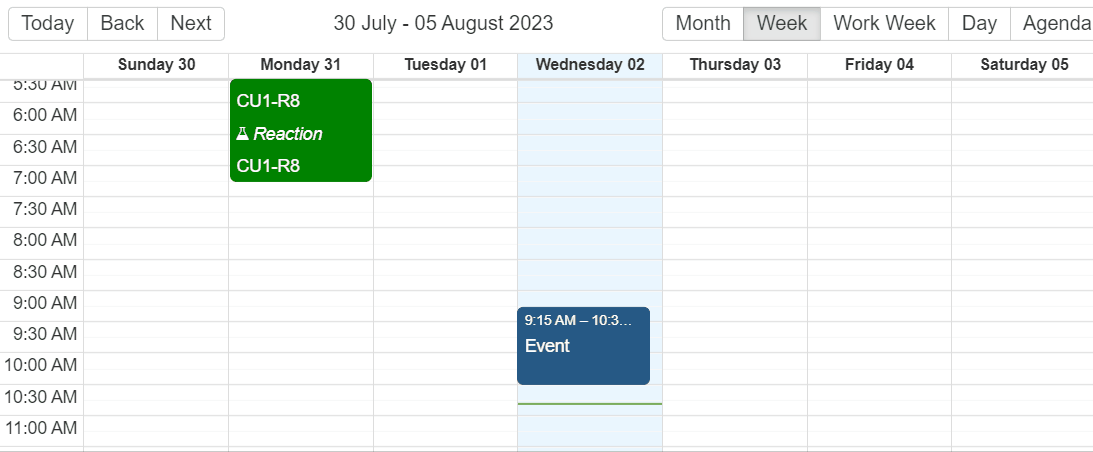 Today Back Next 30 July - 05 August 2023 Month Week Work Week Day Agenda
Sunday 30 Monday 31 Tuesday 01 Wednesday 02 Thursday 03 Friday 04 Saturday 05
5:30 AM
CU1-R8
6:00 AM
Reaction
6:30 AM
CU1-R8
7:00 AM
7:30 AM
8:00 AM
8:30 AM
9:00 AM
9:15 AM – 10:3...
9:30 AM
Event
10:00 AM
10:30 AM
11:00 AM